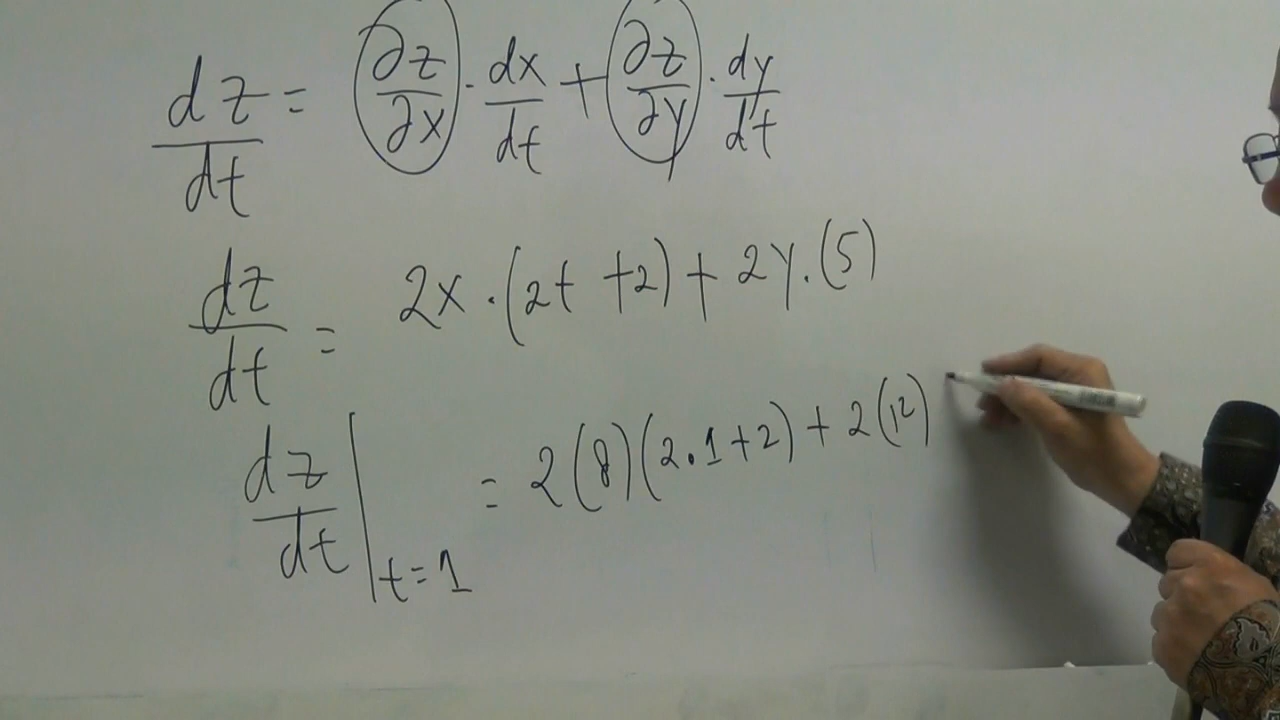 dz/dt = ∂z/∂x · dx/dt + ∂z/∂y · dy/dt
dz/dt = 2x · (2t + 2) + 2y · (5)
dz/dt |t=1 = 2(8)(2.1+2) + 2(12)